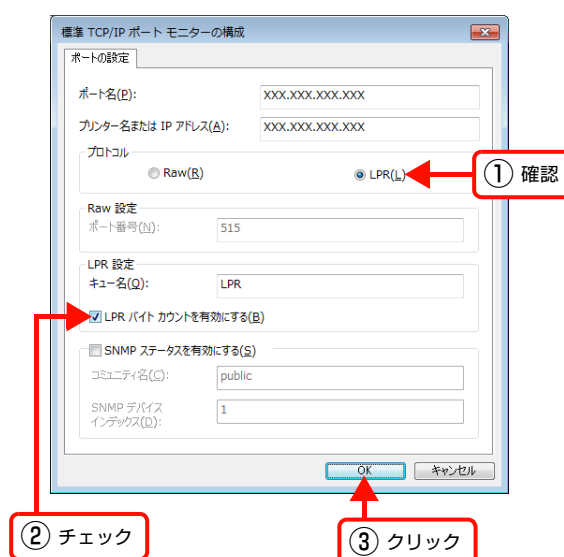 標準 TCP/IP ポート モニターの構成
ポートの設定
ポート名(P): XXX.XXX.XXX.XXX
プリンター名または IP アドレス(A): XXX.XXX.XXX.XXX
プロトコル
Raw(R) LPR(L)
① 確認
Raw 設定
ポート番号(N): 515
LPR 設定
キュー名(Q): LPR
LPR バイト カウントを有効にする(B)
SNMP ステータスを有効にする(S)
コミュニティ名(C): public
SNMP デバイス
インデックス(D): 1
OK キャンセル
② チェック
③ クリック